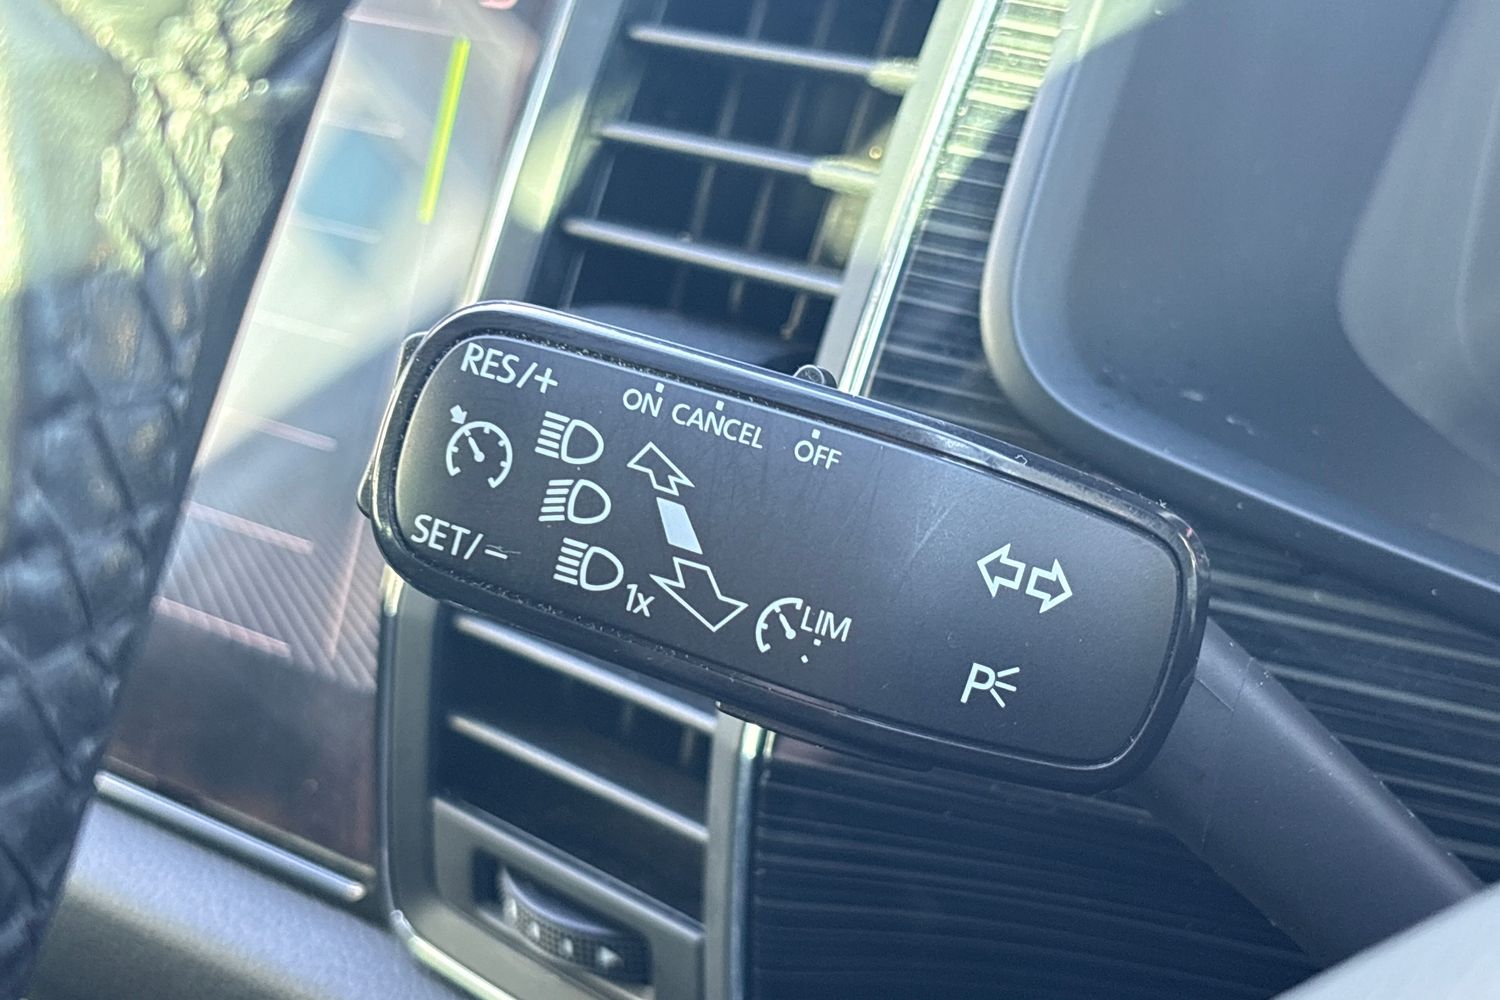 RES/+
ON CANCEL OFF
SET/−
1x
LIM
P